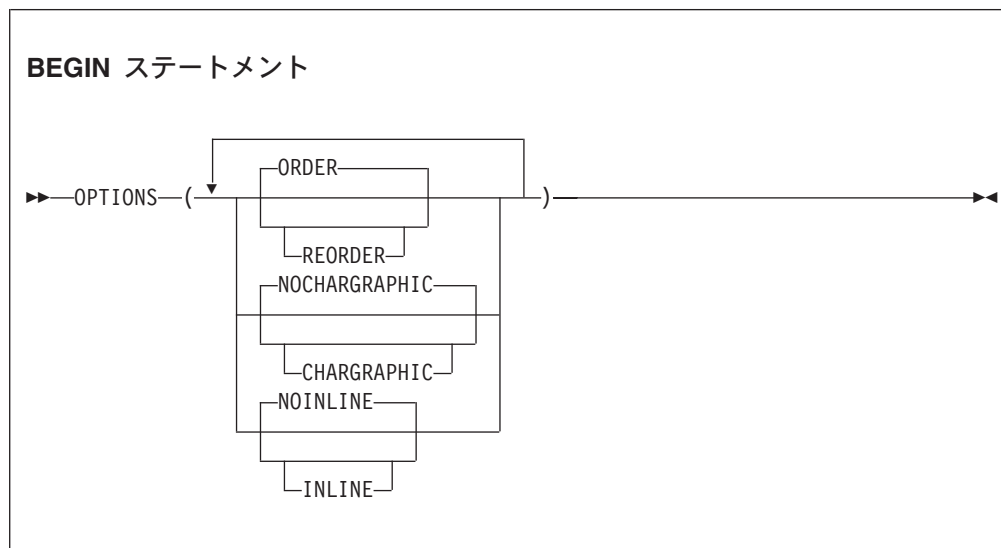 BEGIN ステートメント
ORDER
OPTIONS ( )
REORDER
NOCHARGRAPHIC
CHARGRAPHIC
NOINLINE
INLINE